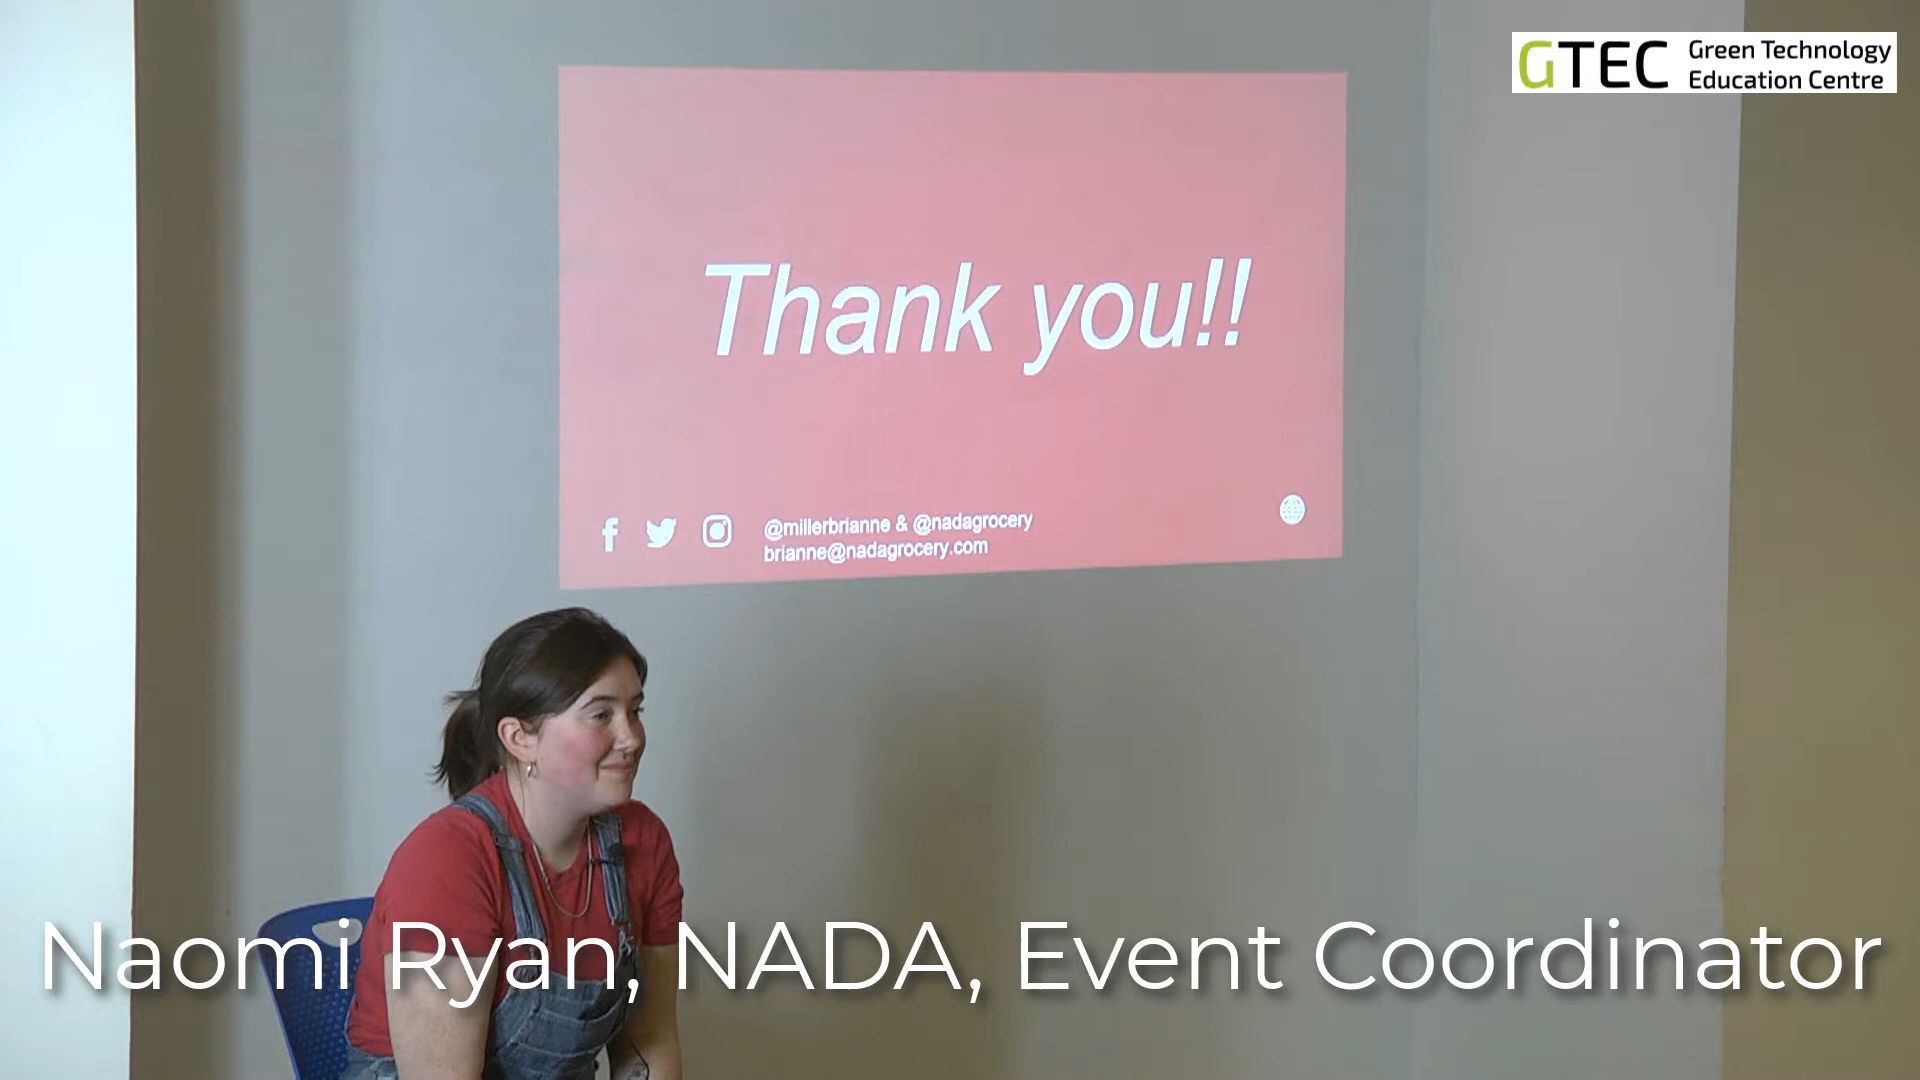 GTEC Green Technology
Education Centre
Thank you!!
@millerbrianne & @nadagrocery
brianne@nadagrocery.com
Naomi Ryan, NADA, Event Coordinator